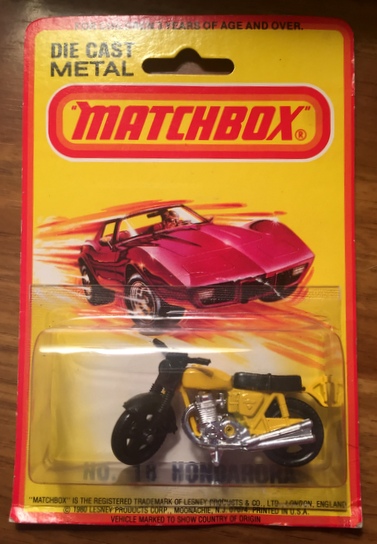 YEARS OF AGE AND OVER.
DIE CAST
METAL
"MATCHBOX"®
NO. 18 HONDARORA
"MATCHBOX" IS THE REGISTERED TRADEMARK OF LESNEY PRODUCTS & CO. LTD. LONDON, ENGLAND
© 1980 LESNEY PRODUCTS CORP. MOONACHIE, N.J. 07074. PRINTED IN U.S.A.
VEHICLE MARKED TO SHOW COUNTRY OF ORIGIN